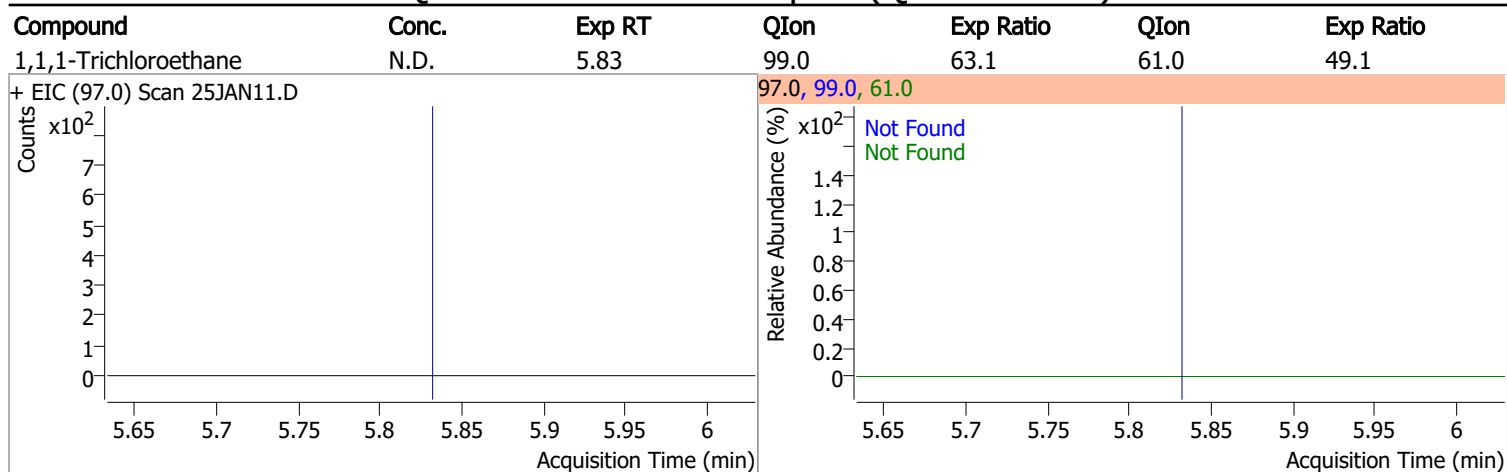 Compound Conc. Exp RT QIon Exp Ratio QIon Exp Ratio
1,1,1-Trichloroethane N.D. 5.83 99.0 63.1 61.0 49.1
+ EIC (97.0) Scan 25JAN11.D
Counts
x10²
7
6
5
4
3
2
1
0
5.65 5.7 5.75 5.8 5.85 5.9 5.95 6
Acquisition Time (min)
97.0, 99.0, 61.0
Relative Abundance (%)
x10²
Not Found
Not Found
1.4
1.2
1
0.8
0.6
0.4
0.2
0
5.65 5.7 5.75 5.8 5.85 5.9 5.95 6
Acquisition Time (min)